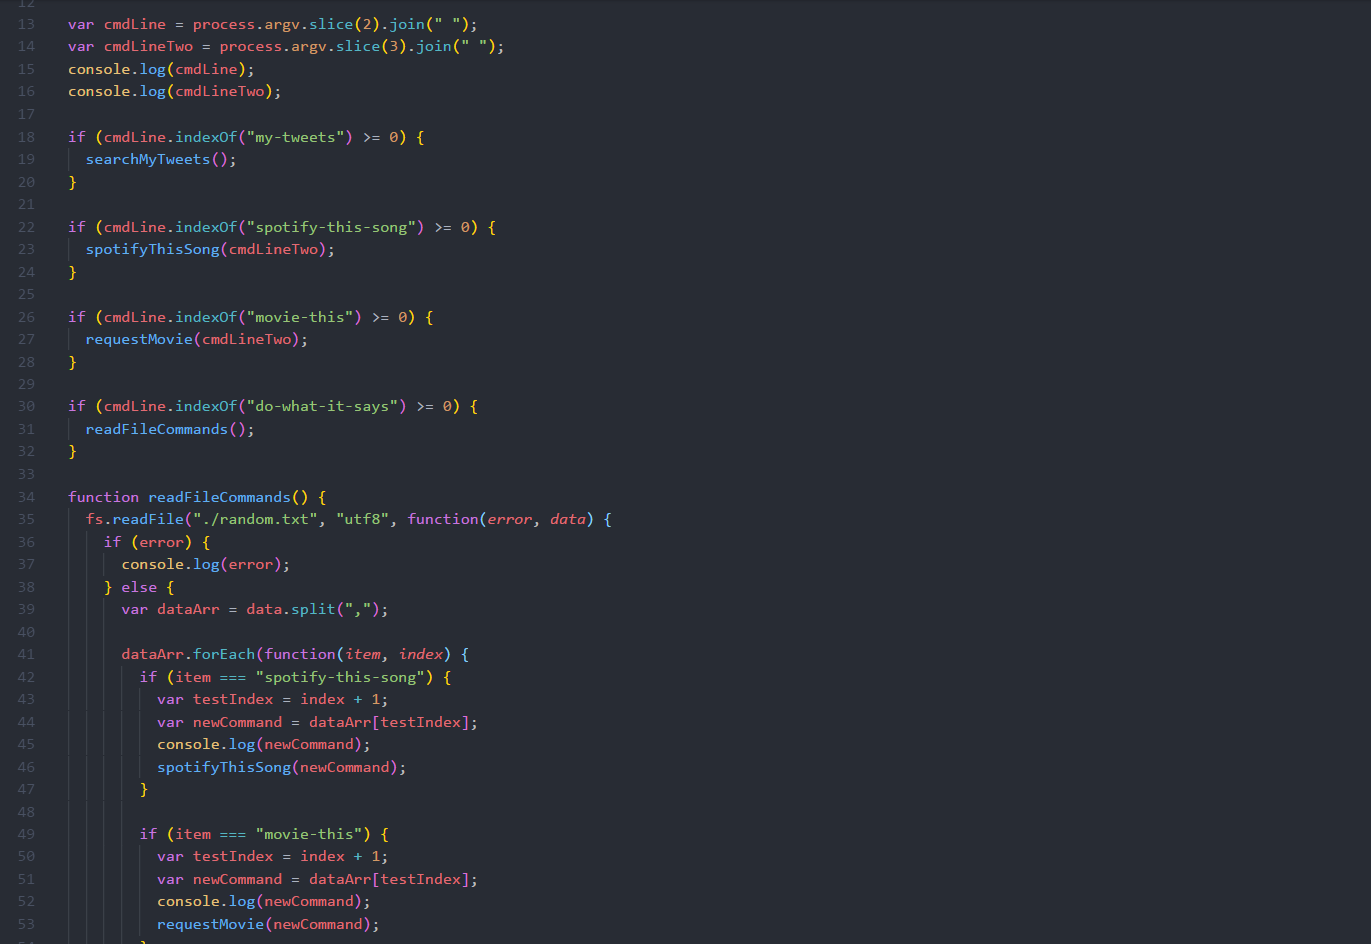 12
13 var cmdLine = process.argv.slice(2).join(" ");
14 var cmdLineTwo = process.argv.slice(3).join(" ");
15 console.log(cmdLine);
16 console.log(cmdLineTwo);
17
18 if (cmdLine.indexOf("my-tweets") >= 0) {
19   searchMyTweets();
20 }
21
22 if (cmdLine.indexOf("spotify-this-song") >= 0) {
23   spotifyThisSong(cmdLineTwo);
24 }
25
26 if (cmdLine.indexOf("movie-this") >= 0) {
27   requestMovie(cmdLineTwo);
28 }
29
30 if (cmdLine.indexOf("do-what-it-says") >= 0) {
31   readFileCommands();
32 }
33
34 function readFileCommands() {
35   fs.readFile("./random.txt", "utf8", function(error, data) {
36     if (error) {
37       console.log(error);
38     } else {
39       var dataArr = data.split(",");
40
41       dataArr.forEach(function(item, index) {
42         if (item === "spotify-this-song") {
43           var testIndex = index + 1;
44           var newCommand = dataArr[testIndex];
45           console.log(newCommand);
46           spotifyThisSong(newCommand);
47         }
48
49         if (item === "movie-this") {
50           var testIndex = index + 1;
51           var newCommand = dataArr[testIndex];
52           console.log(newCommand);
53           requestMovie(newCommand);